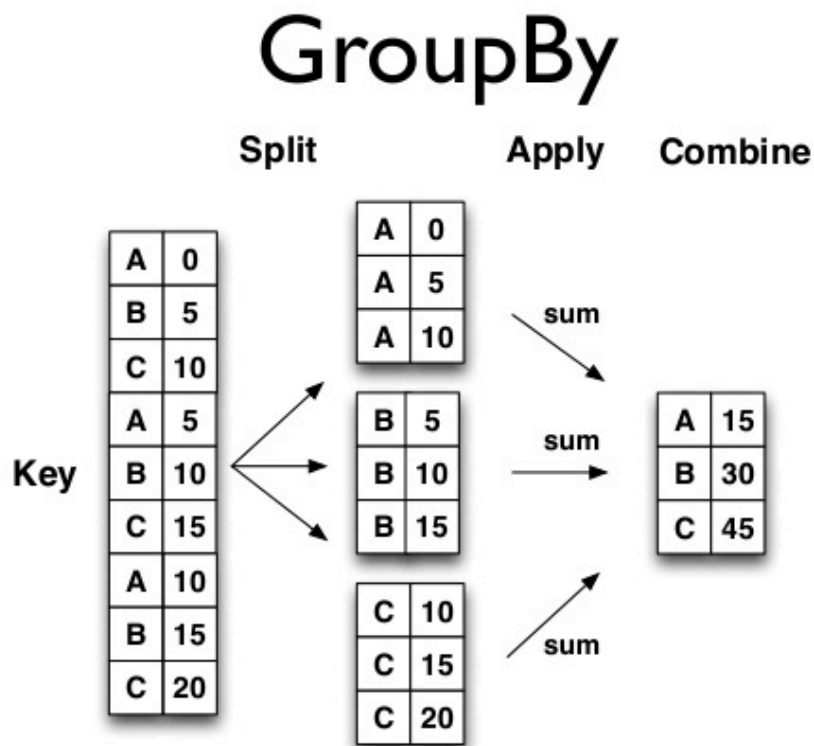 GroupBy
Split Apply Combine
Key
A 0
B 5
C 10
A 5
B 10
C 15
A 10
B 15
C 20
A 0
A 5
A 10
B 5
B 10
B 15
C 10
C 15
C 20
sum
sum
sum
A 15
B 30
C 45